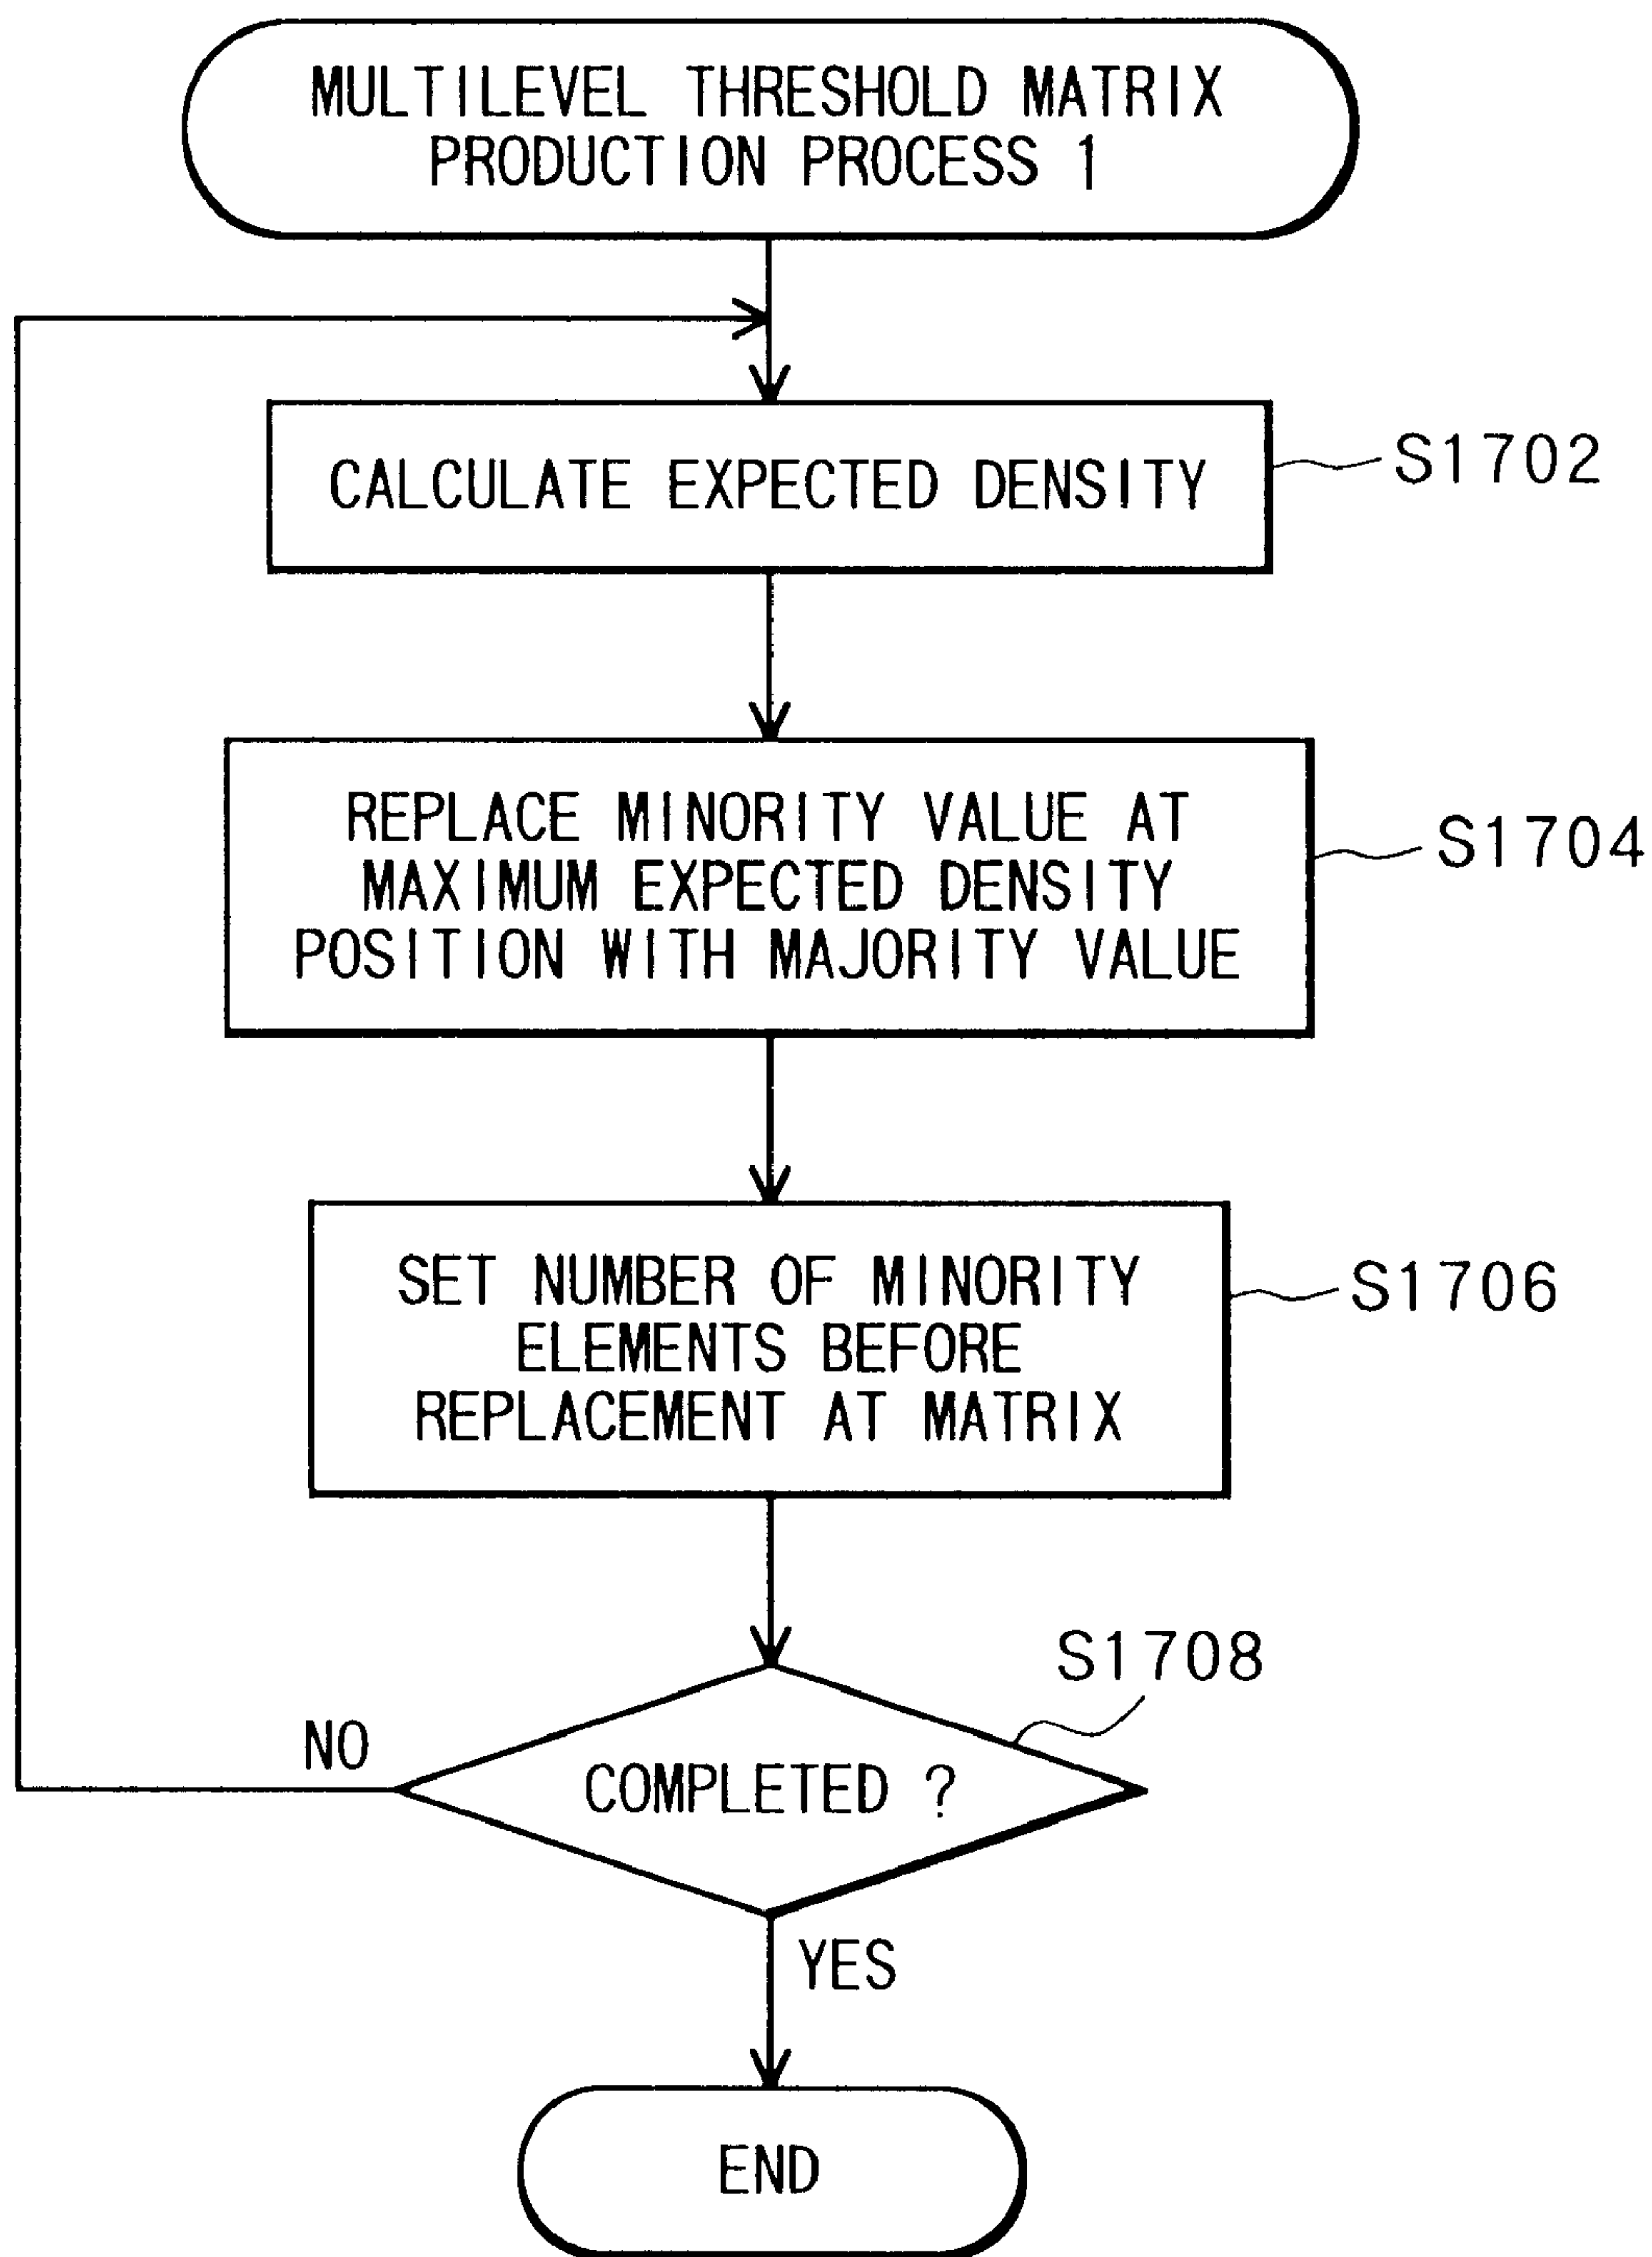 MULTILEVEL THRESHOLD MATRIX
PRODUCTION PROCESS 1
CALCULATE EXPECTED DENSITY
S1702
REPLACE MINORITY VALUE AT
MAXIMUM EXPECTED DENSITY
POSITION WITH MAJORITY VALUE
S1704
SET NUMBER OF MINORITY
ELEMENTS BEFORE
REPLACEMENT AT MATRIX
S1706
S1708
NO
COMPLETED ?
YES
END